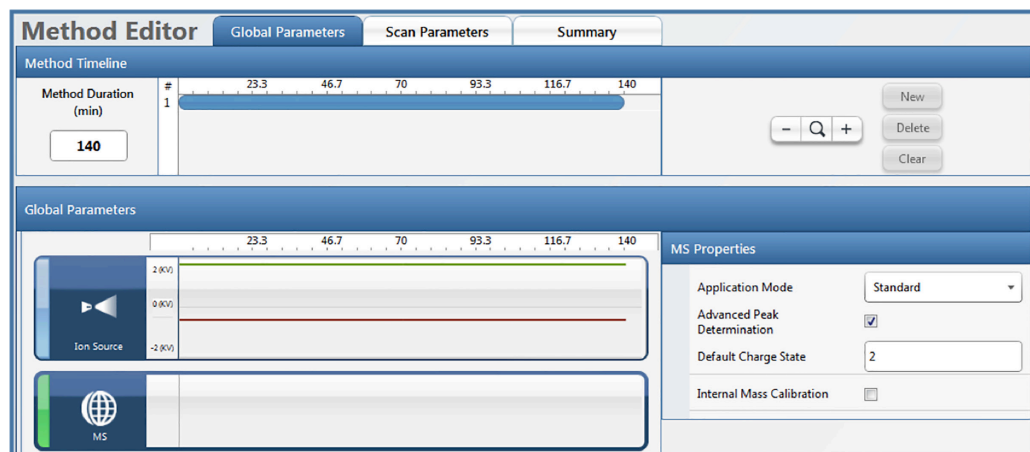 Method Editor
Global Parameters
Scan Parameters
Summary
Method Timeline
Method Duration
(min)
140
#
23.3 46.7 70 93.3 116.7 140
1
New
Delete
Clear
Global Parameters
23.3 46.7 70 93.3 116.7 140
2 (KV)
0 (KV)
-2 (KV)
Ion Source
MS
MS Properties
Application Mode
Standard
Advanced Peak
Determination
Default Charge State
2
Internal Mass Calibration